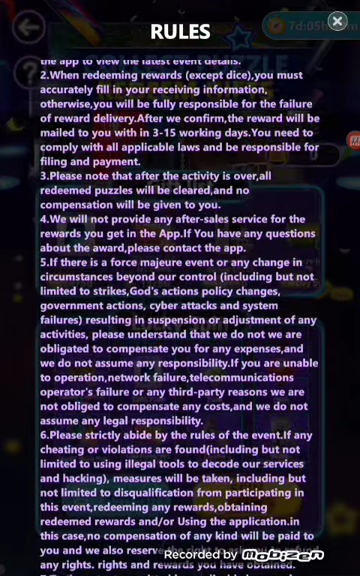 RULES
7d:05h
the app to view the latest event details.
2.When redeeming rewards (except dice),you must
accurately fill in your receiving information,
otherwise,you will be fully responsible for the failure
of reward delivery.After we confirm,the reward will be
mailed to you with in 3-15 working days.You need to
comply with all applicable laws and be responsible for
filing and payment.
3.Please note that after the activity is over,all
redeemed puzzles will be cleared,and no
compensation will be given to you.
4.We will not provide any after-sales service for the
rewards you get in the App.If You have any questions
about the award,please contact the app.
5.If there is a force majeure event or any change in
circumstances beyond our control (including but not
limited to strikes,God's actions policy changes,
government actions, cyber attacks and system
failures) resulting in suspension or adjustment of any
activities, please understand that we do not we are
obligated to compensate you for any expenses,and
we do not assume any responsibility.If you are unable
to operation,network failure,telecommunications
operator's failure or any third-party reasons we are
not obliged to compensate any costs,and we do not
assume any legal responsibility.
6.Please strictly abide by the rules of the event.If any
cheating or violations are found(including but not
limited to using illegal tools to decode our services
and hacking), measures will be taken, including but
not limited to disqualification from participating in
this event,redeeming any rewards,obtaining
redeemed rewards and/or Using the application.in
this case,no compensation of any kind will be paid to
you and we also reserve
any rights. rights and rewards you have obtained.
Recorded by mobizen